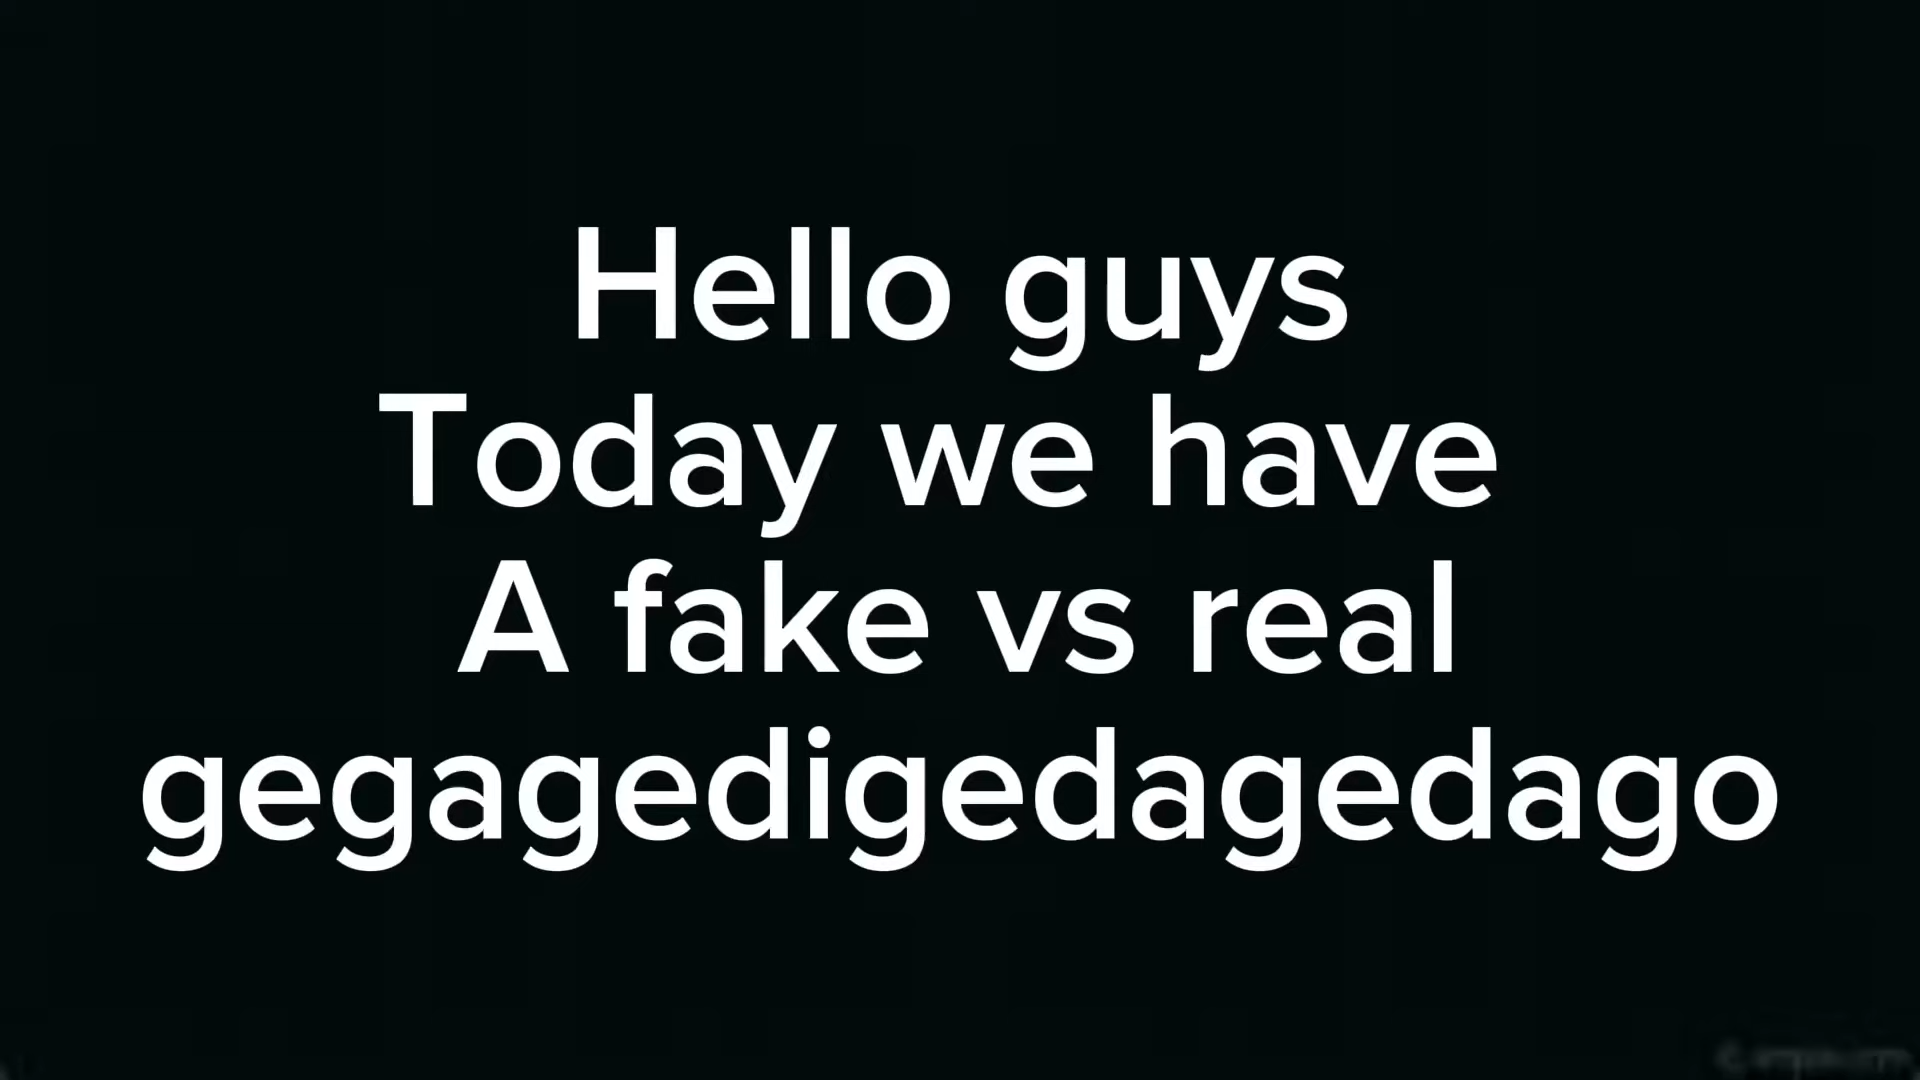 Hello guys
Today we have
A fake vs real
gegagedigedagedago